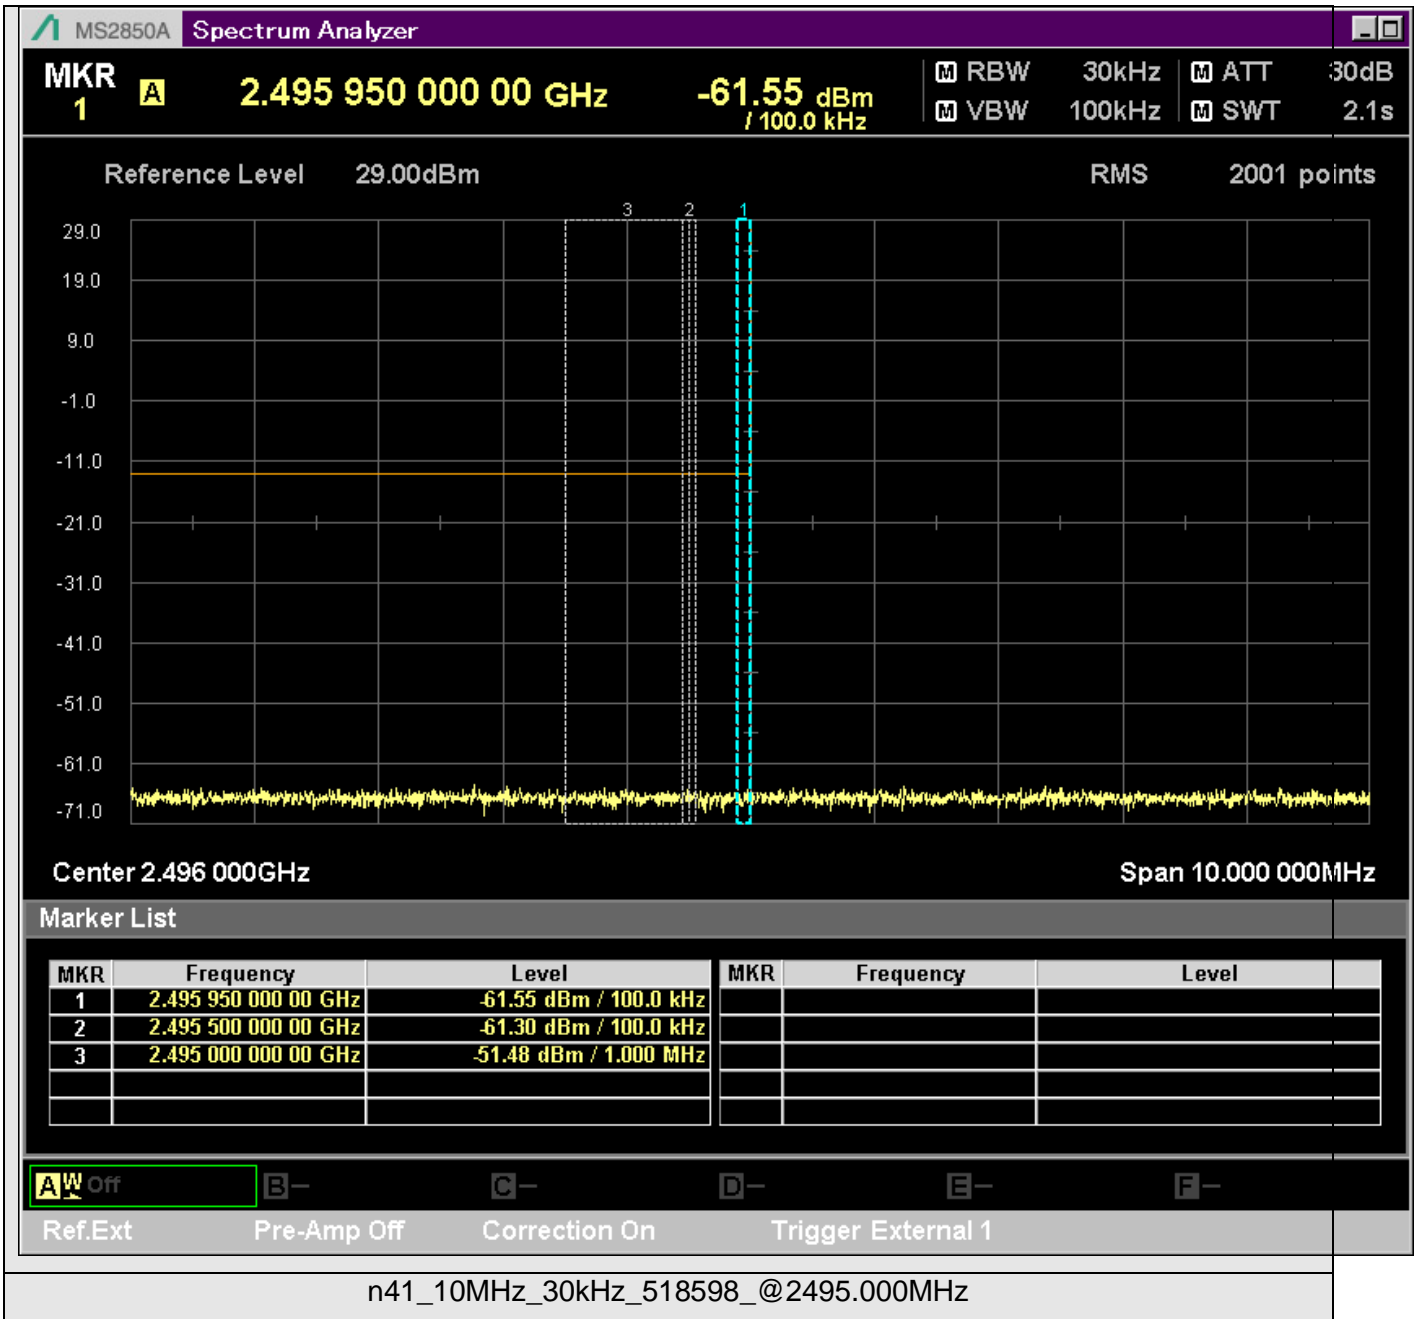 MS2850A Spectrum Analyzer
MKR 1 A 2.495 950 000 00 GHz -61.55 dBm / 100.0 kHz
M RBW 30kHz M ATT 30dB
M VBW 100kHz M SWT 2.1s
Reference Level 29.00dBm RMS 2001 points
3 2 1
29.0
19.0
9.0
-1.0
-11.0
-21.0
-31.0
-41.0
-51.0
-61.0
-71.0
Center 2.496 000GHz Span 10.000 000MHz
Marker List
MKR Frequency Level MKR Frequency Level
1 2.495 950 000 00 GHz -61.55 dBm / 100.0 kHz
2 2.495 500 000 00 GHz -61.30 dBm / 100.0 kHz
3 2.495 000 000 00 GHz -51.48 dBm / 1.000 MHz
A W Off B — C — D — E — F —
Ref.Ext Pre-Amp Off Correction On Trigger External 1
n41_10MHz_30kHz_518598_@2495.000MHz